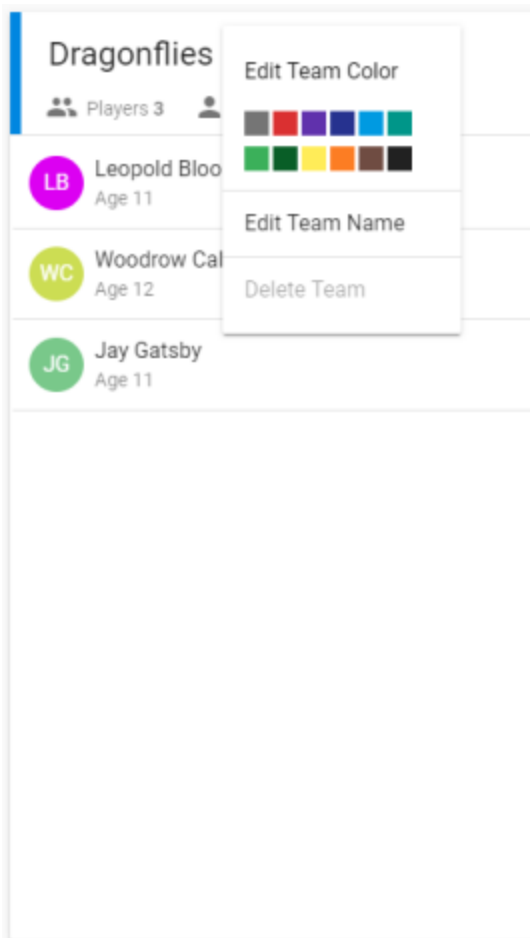 Dragonflies
Players 3
LB
Leopold Bloo
Age 11
WC
Woodrow Cal
Age 12
JG
Jay Gatsby
Age 11
Edit Team Color
Edit Team Name
Delete Team